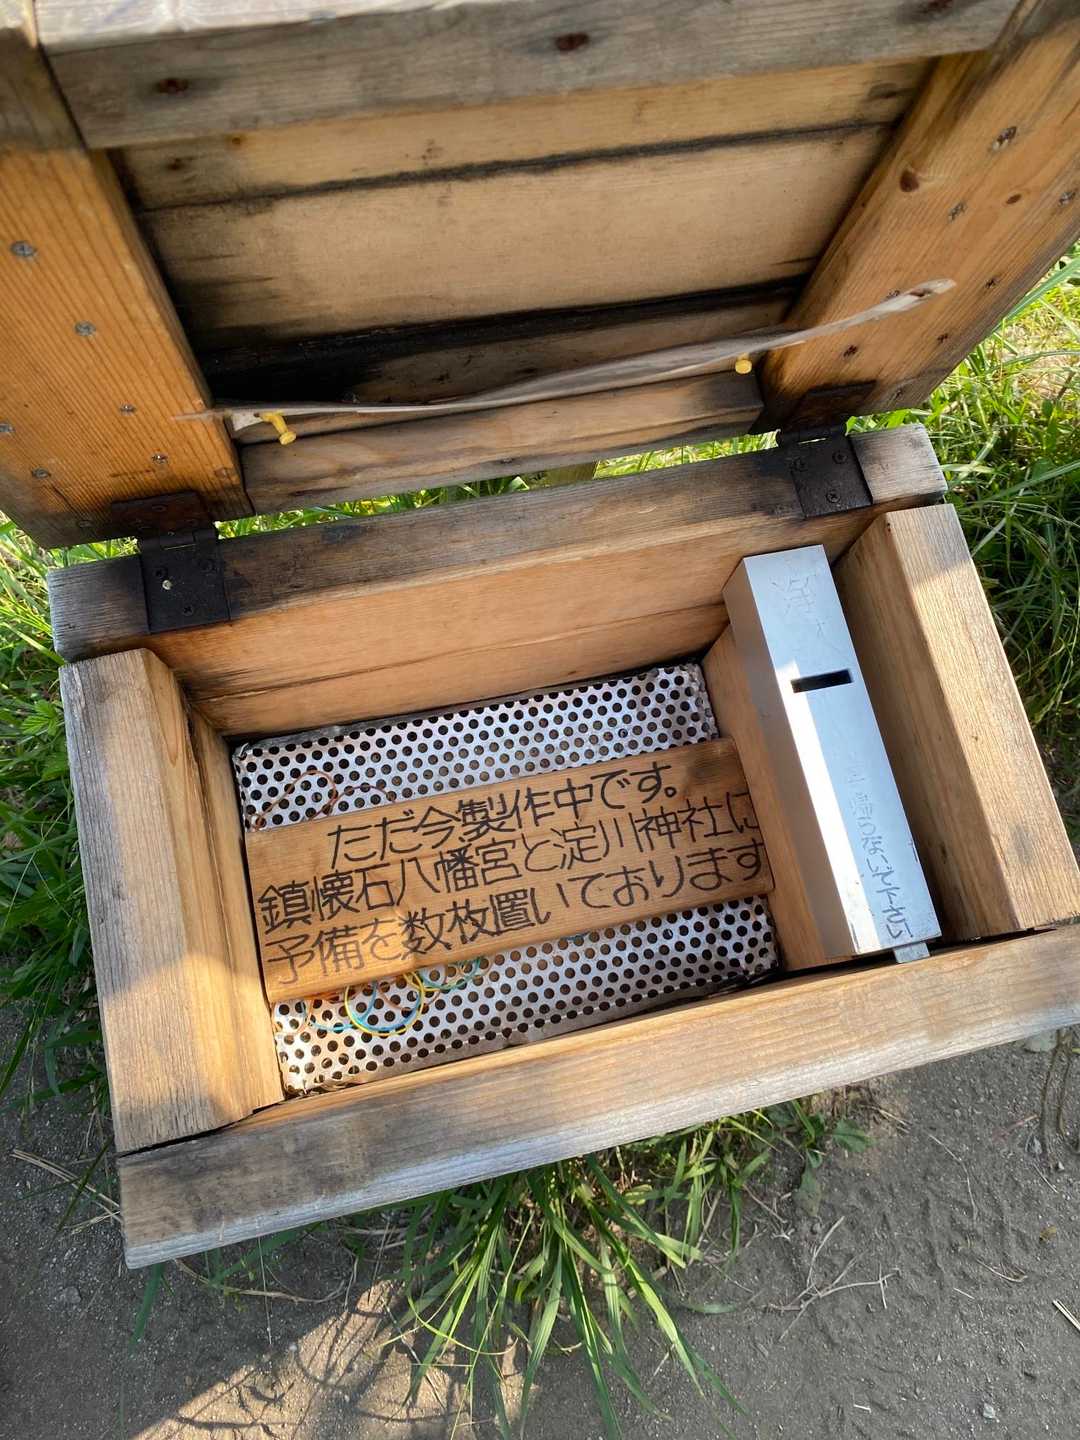 ただ今製作中です。
鎮懐石八幡宮と淀川神社に
予備を数枚置いております
浄